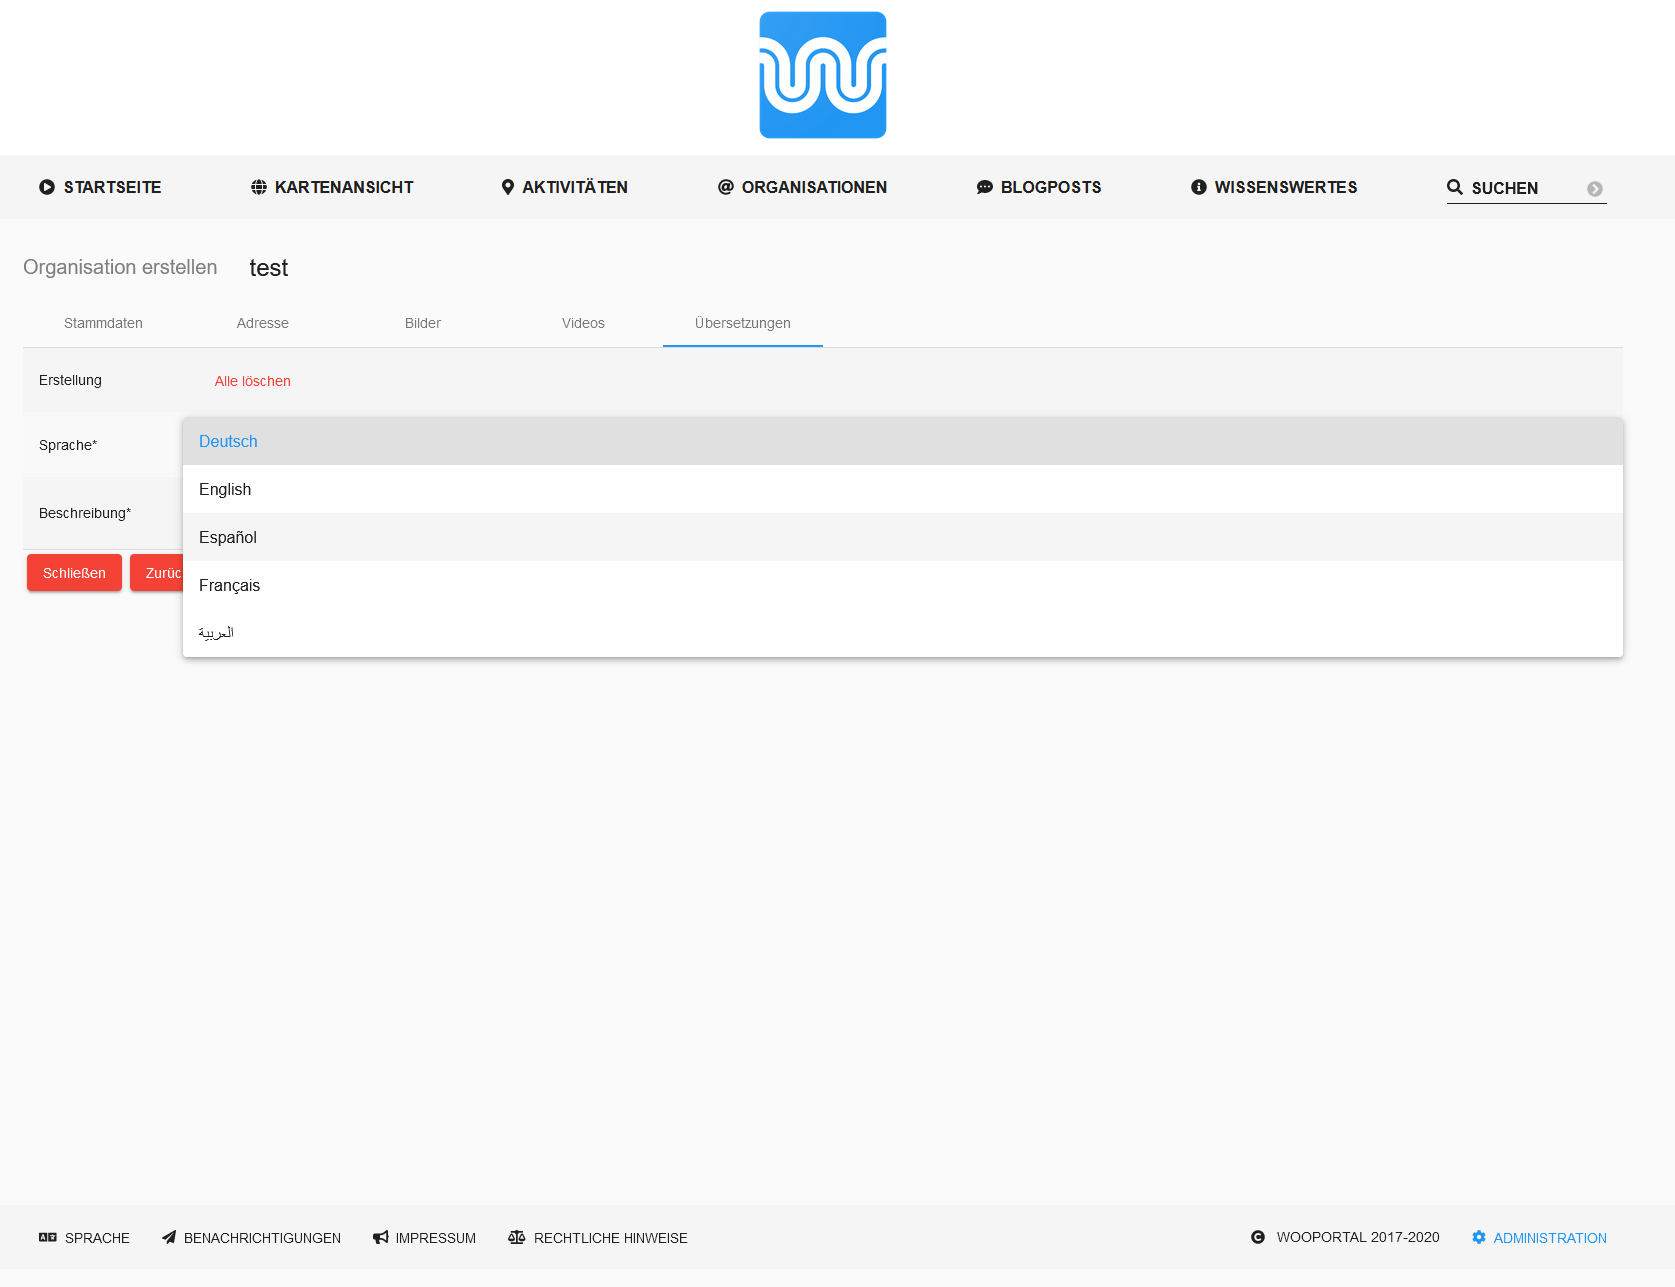 STARTSEITE KARTENANSICHT AKTIVITÄTEN @ ORGANISATIONEN BLOGPOSTS WISSENSWERTES SUCHEN
Organisation erstellen test
Stammdaten Adresse Bilder Videos Übersetzungen
Erstellung Alle löschen
Sprache*
Deutsch
English
Beschreibung*
Español
Schließen Zurüc
Français
العربية
SPRACHE BENACHRICHTIGUNGEN IMPRESSUM RECHTLICHE HINWEISE WOOPORTAL 2017-2020 ADMINISTRATION